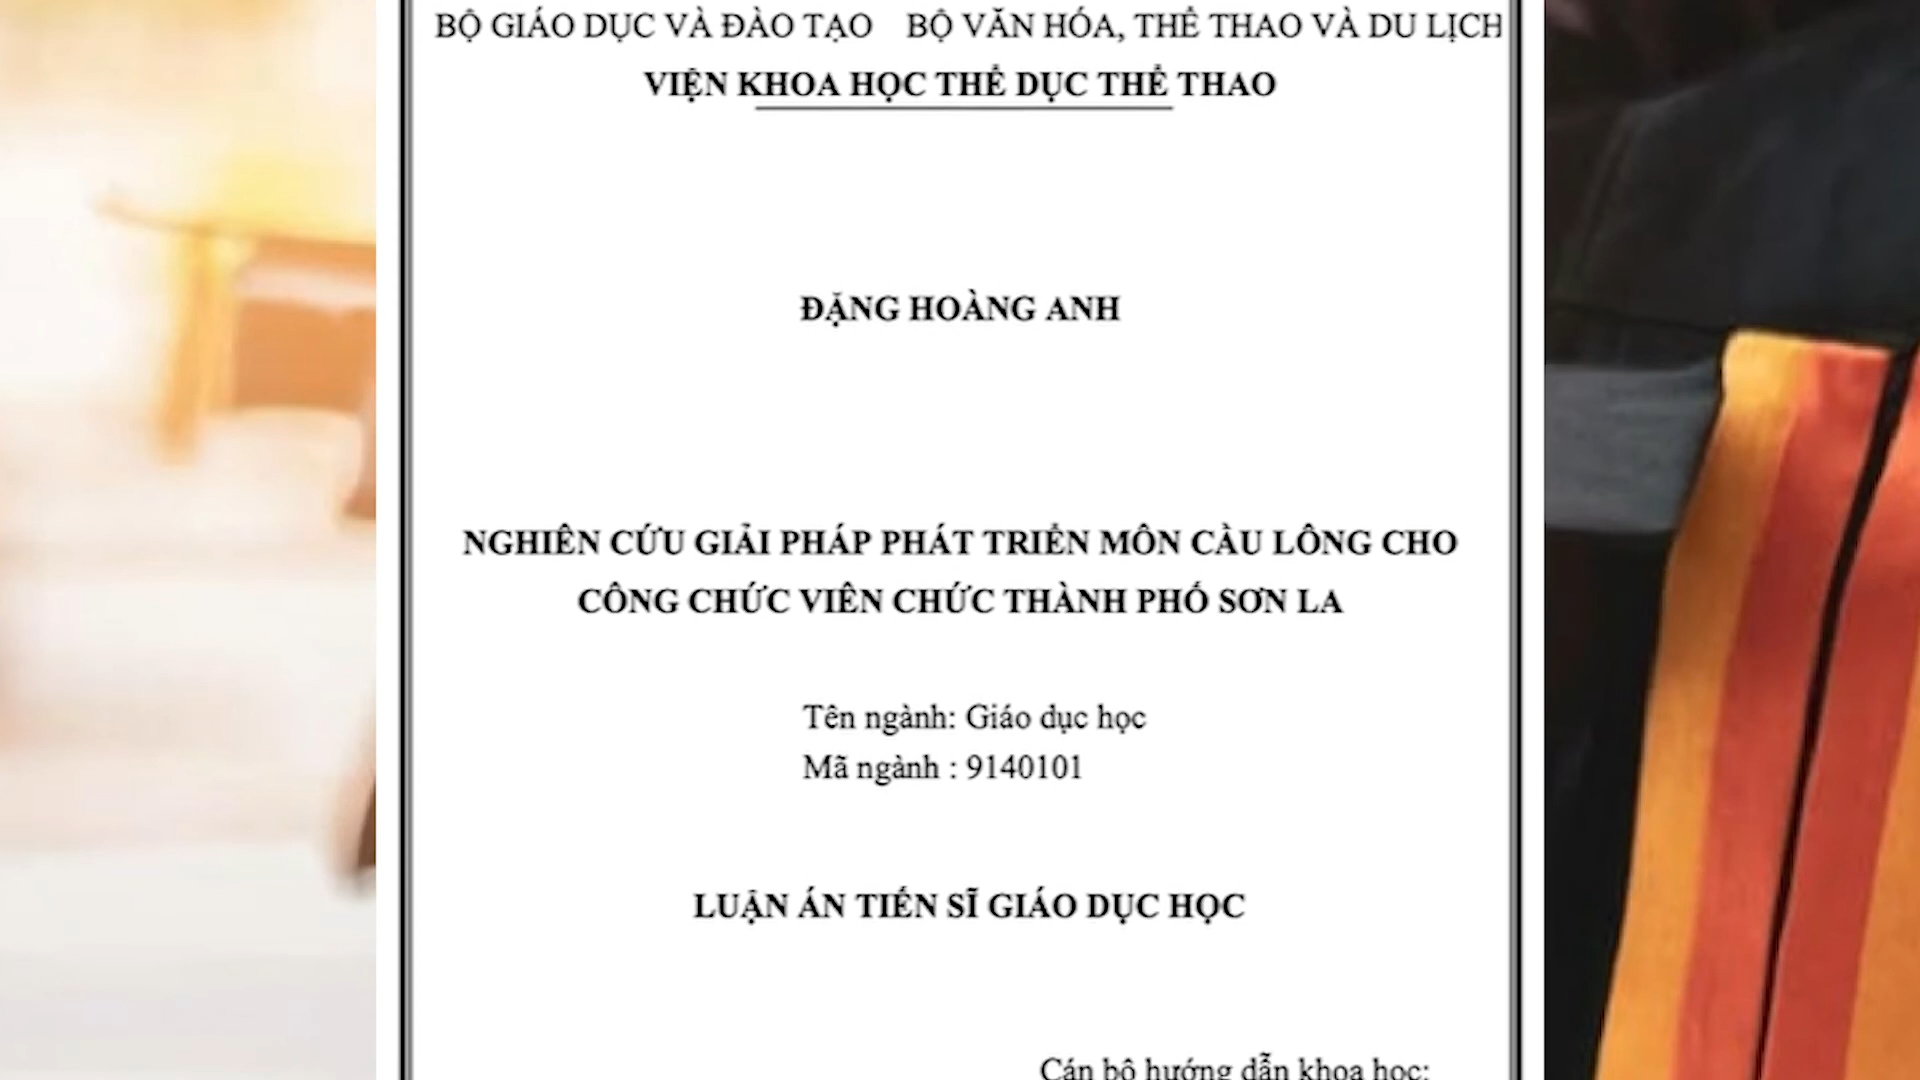 BỘ GIÁO DỤC VÀ ĐÀO TẠO BỘ VĂN HÓA, THỂ THAO VÀ DU LỊCH
VIỆN KHOA HỌC THỂ DỤC THỂ THAO
ĐẶNG HOÀNG ANH
NGHIÊN CỨU GIẢI PHÁP PHÁT TRIỂN MÔN CẦU LÔNG CHO
CÔNG CHỨC VIÊN CHỨC THÀNH PHỐ SƠN LA
Tên ngành: Giáo dục học
Mã ngành : 9140101
LUẬN ÁN TIẾN SĨ GIÁO DỤC HỌC
Cán bộ hướng dẫn khoa học: